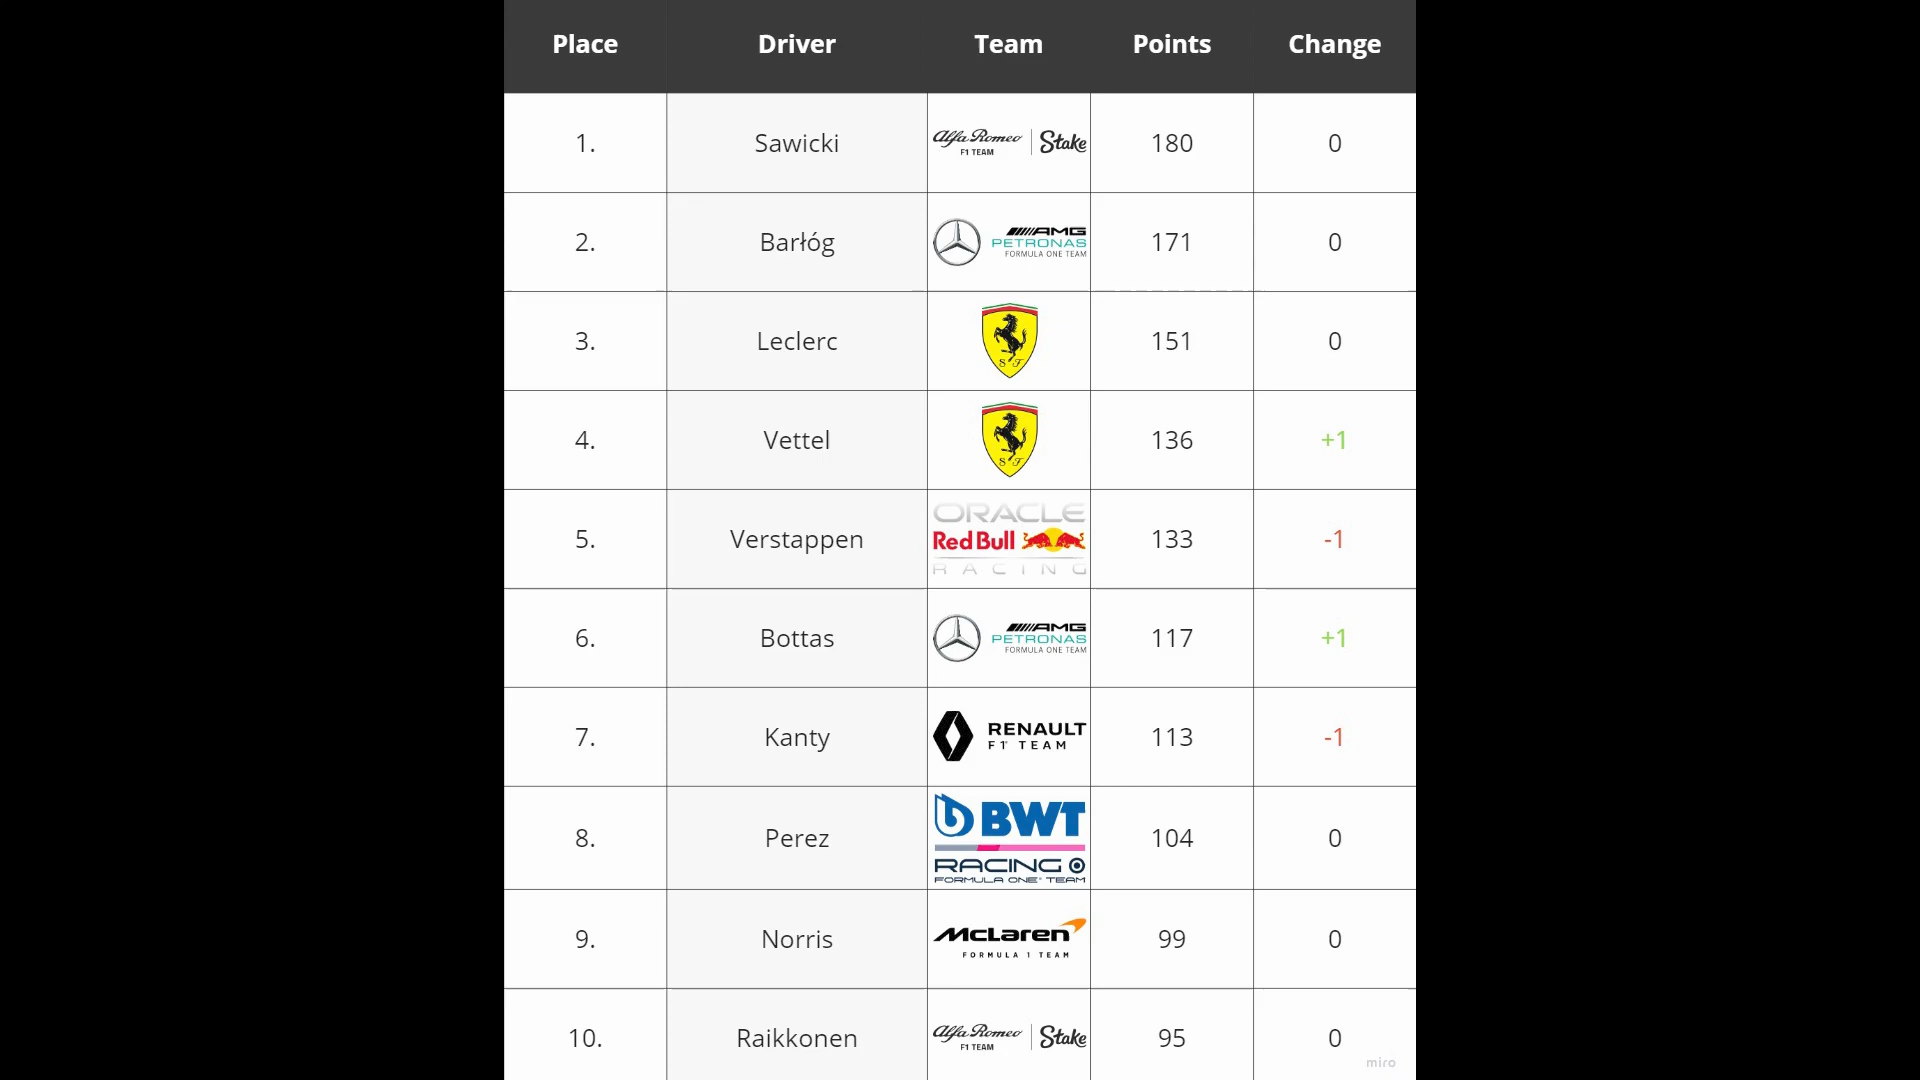 Place Driver Team Points Change
1. Sawicki Alfa Romeo F1 TEAM Stake 180 0
2. Barłóg AMG PETRONAS FORMULA ONE TEAM 171 0
3. Leclerc S F 151 0
4. Vettel S F 136 +1
5. Verstappen ORACLE Red Bull RACING 133 -1
6. Bottas AMG PETRONAS FORMULA ONE TEAM 117 +1
7. Kanty RENAULT F1 TEAM 113 -1
8. Perez BWT RACING FORMULA ONE TEAM 104 0
9. Norris McLaren FORMULA 1 TEAM 99 0
10. Raikkonen Alfa Romeo F1 TEAM Stake 95 0
miro